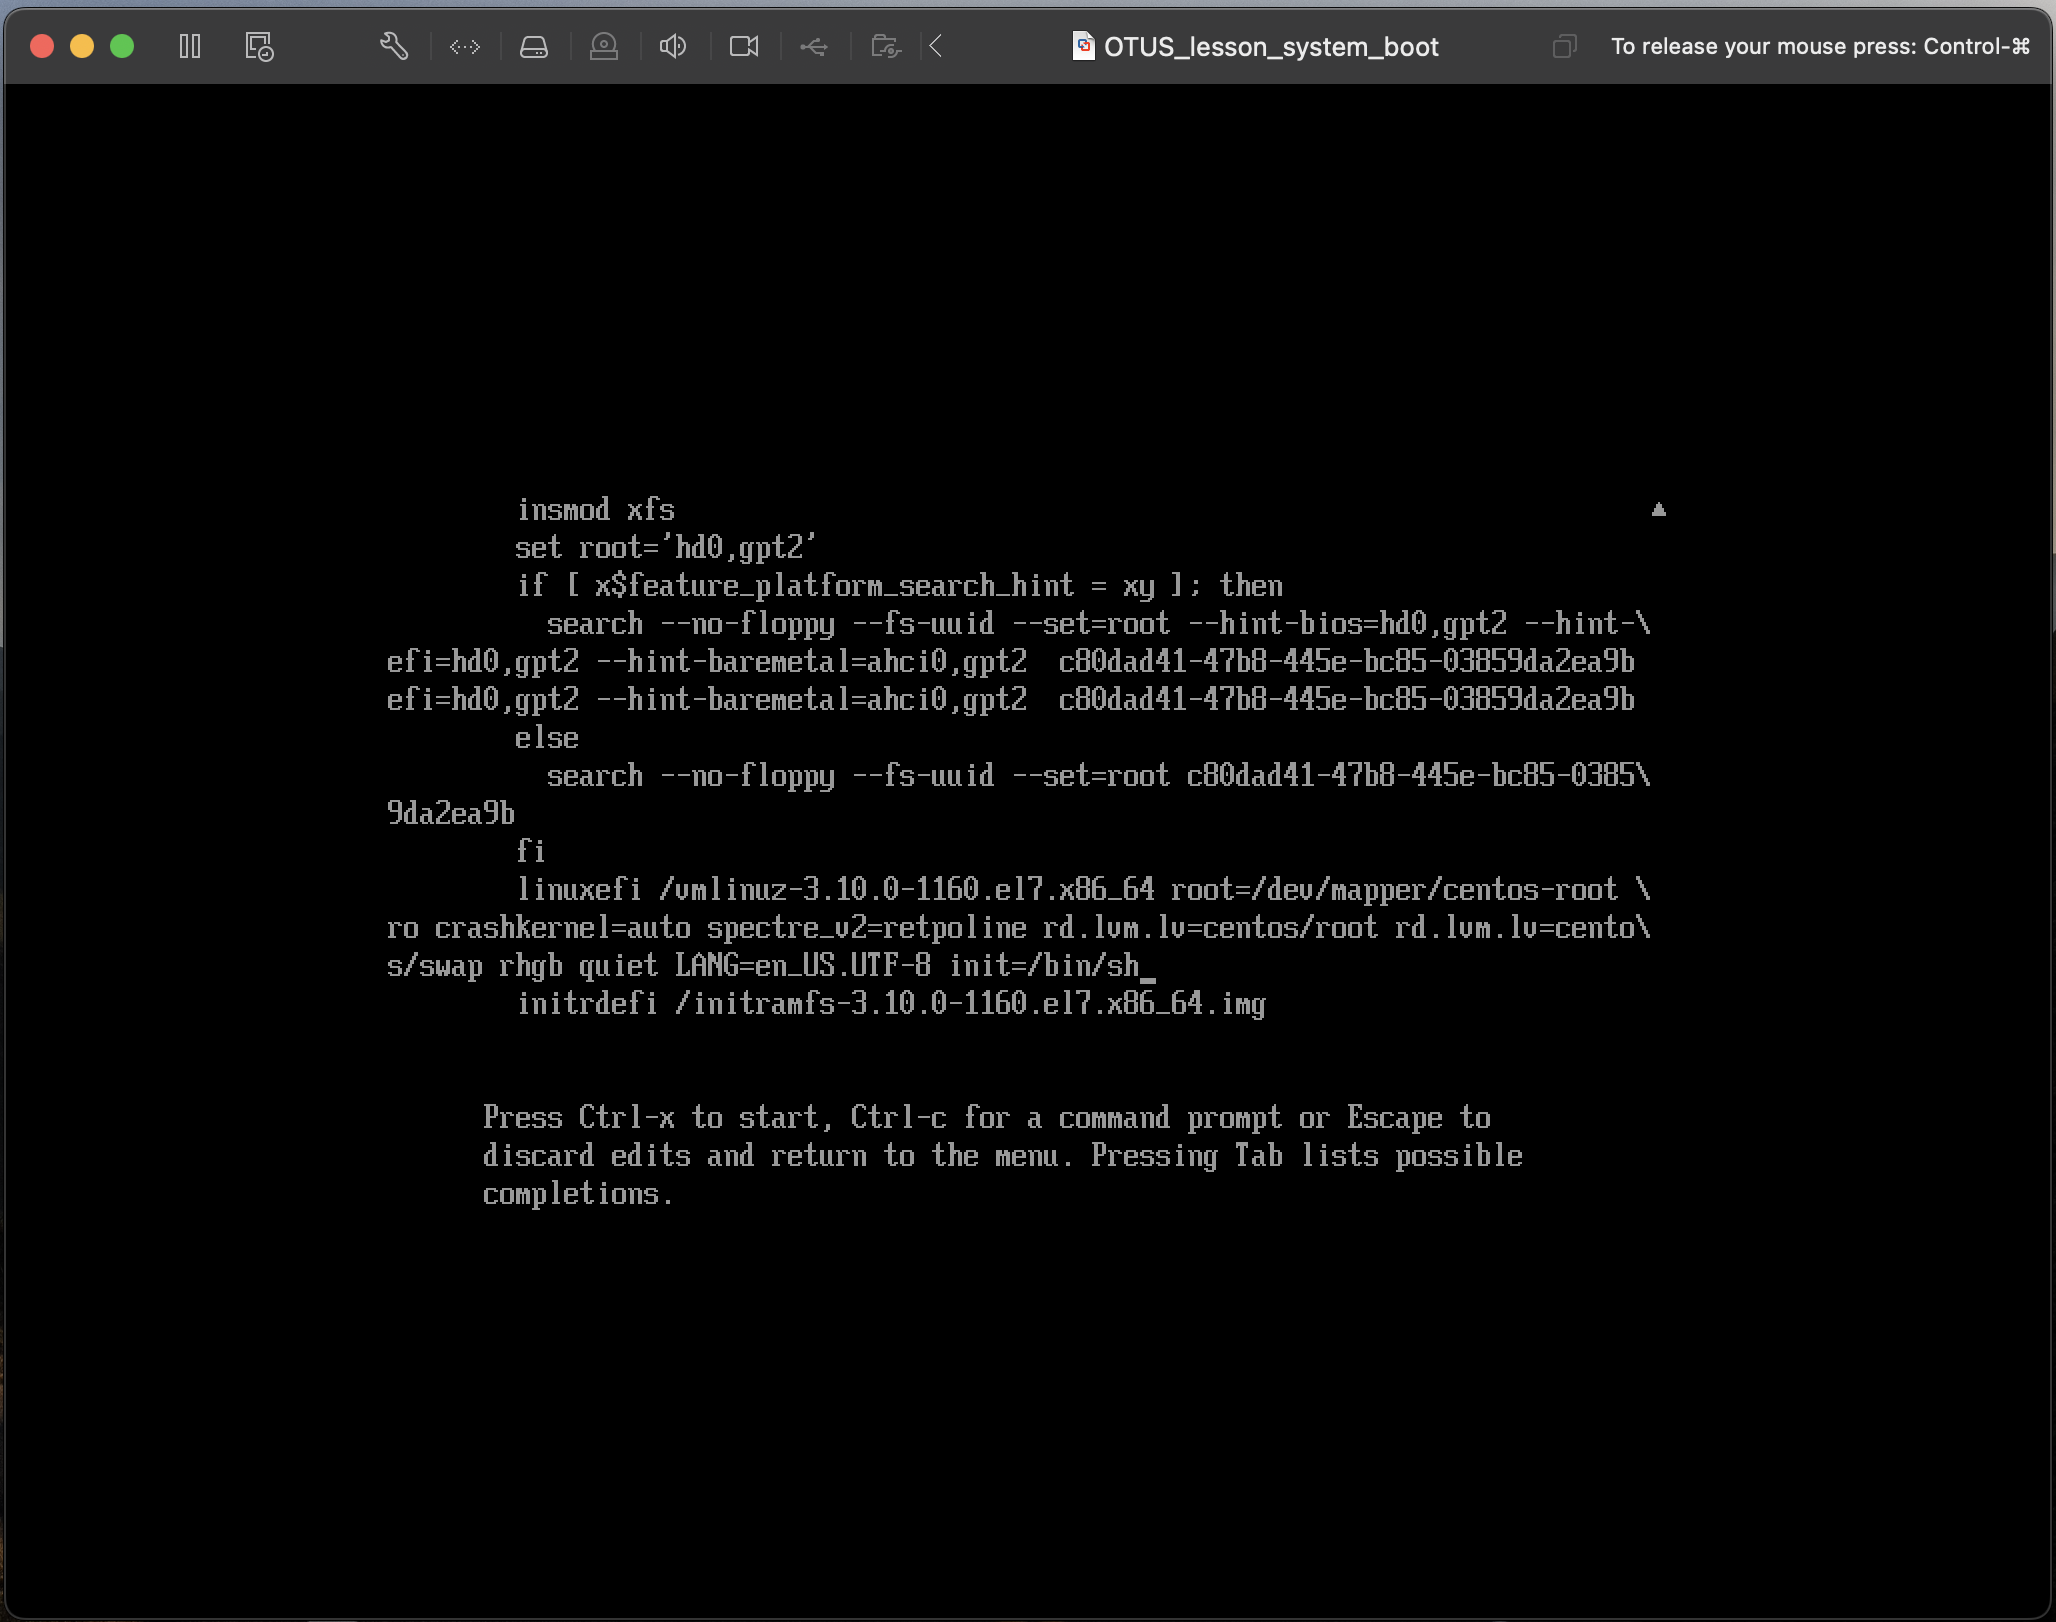 OTUS_lesson_system_boot
To release your mouse press: Control-⌘
insmod xfs
set root='hd0,gpt2'
if [ x$feature_platform_search_hint = xy ]; then
search --no-floppy --fs-uuid --set=root --hint-bios=hd0,gpt2 --hint-\
efi=hd0,gpt2 --hint-baremetal=ahci0,gpt2  c80dad41-47b8-445e-bc85-03859da2ea9b
efi=hd0,gpt2 --hint-baremetal=ahci0,gpt2  c80dad41-47b8-445e-bc85-03859da2ea9b
else
search --no-floppy --fs-uuid --set=root c80dad41-47b8-445e-bc85-0385\
9da2ea9b
fi
linuxefi /vmlinuz-3.10.0-1160.el7.x86_64 root=/dev/mapper/centos-root \
ro crashkernel=auto spectre_v2=retpoline rd.lvm.lv=centos/root rd.lvm.lv=cento\
s/swap rhgb quiet LANG=en_US.UTF-8 init=/bin/sh_
initrdefi /initramfs-3.10.0-1160.el7.x86_64.img
Press Ctrl-x to start, Ctrl-c for a command prompt or Escape to
discard edits and return to the menu. Pressing Tab lists possible
completions.